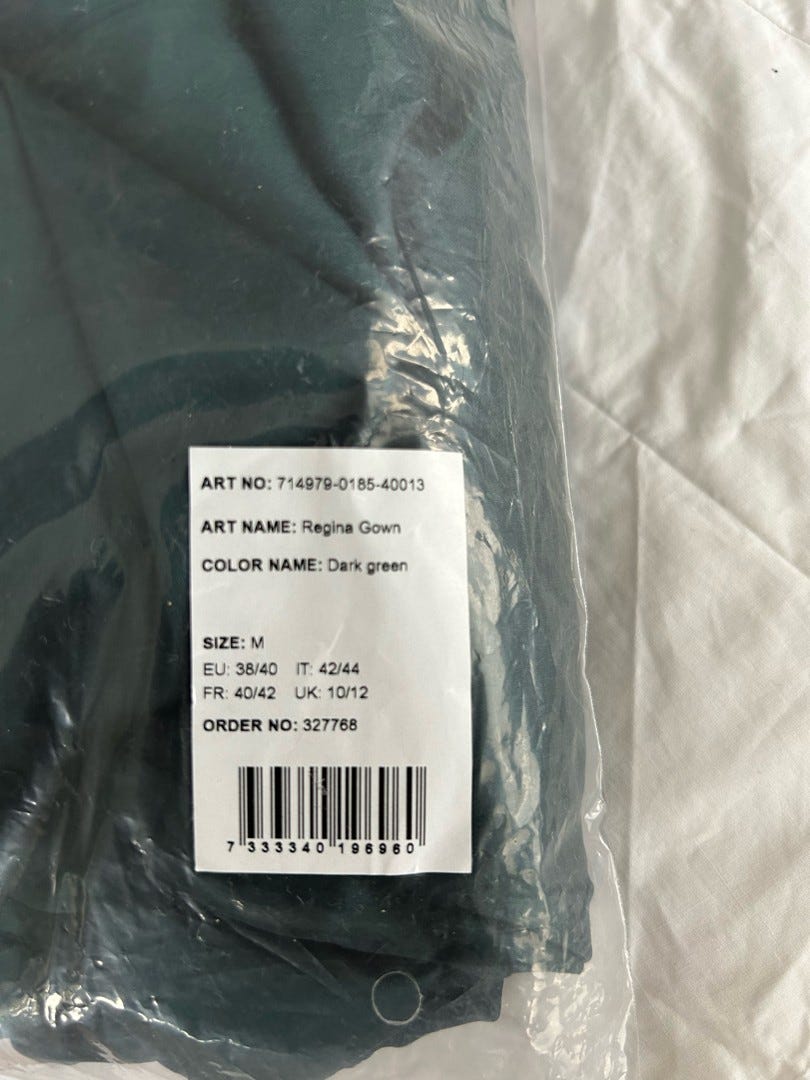 ART NO: 714979-0185-40013
ART NAME: Regina Gown
COLOR NAME: Dark green
SIZE: M
EU: 38/40 IT: 42/44
FR: 40/42 UK: 10/12
ORDER NO: 327768
7 333340 196960